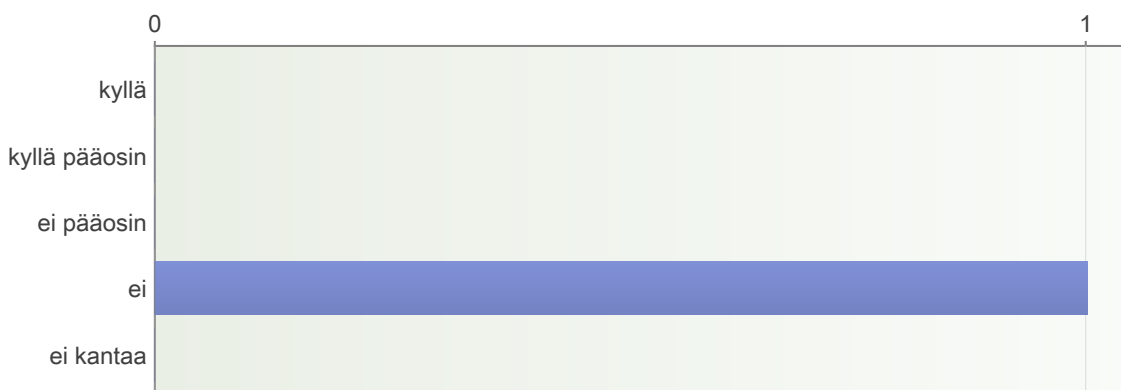 0 1
kyllä
kyllä pääosin
ei pääosin
ei
ei kantaa